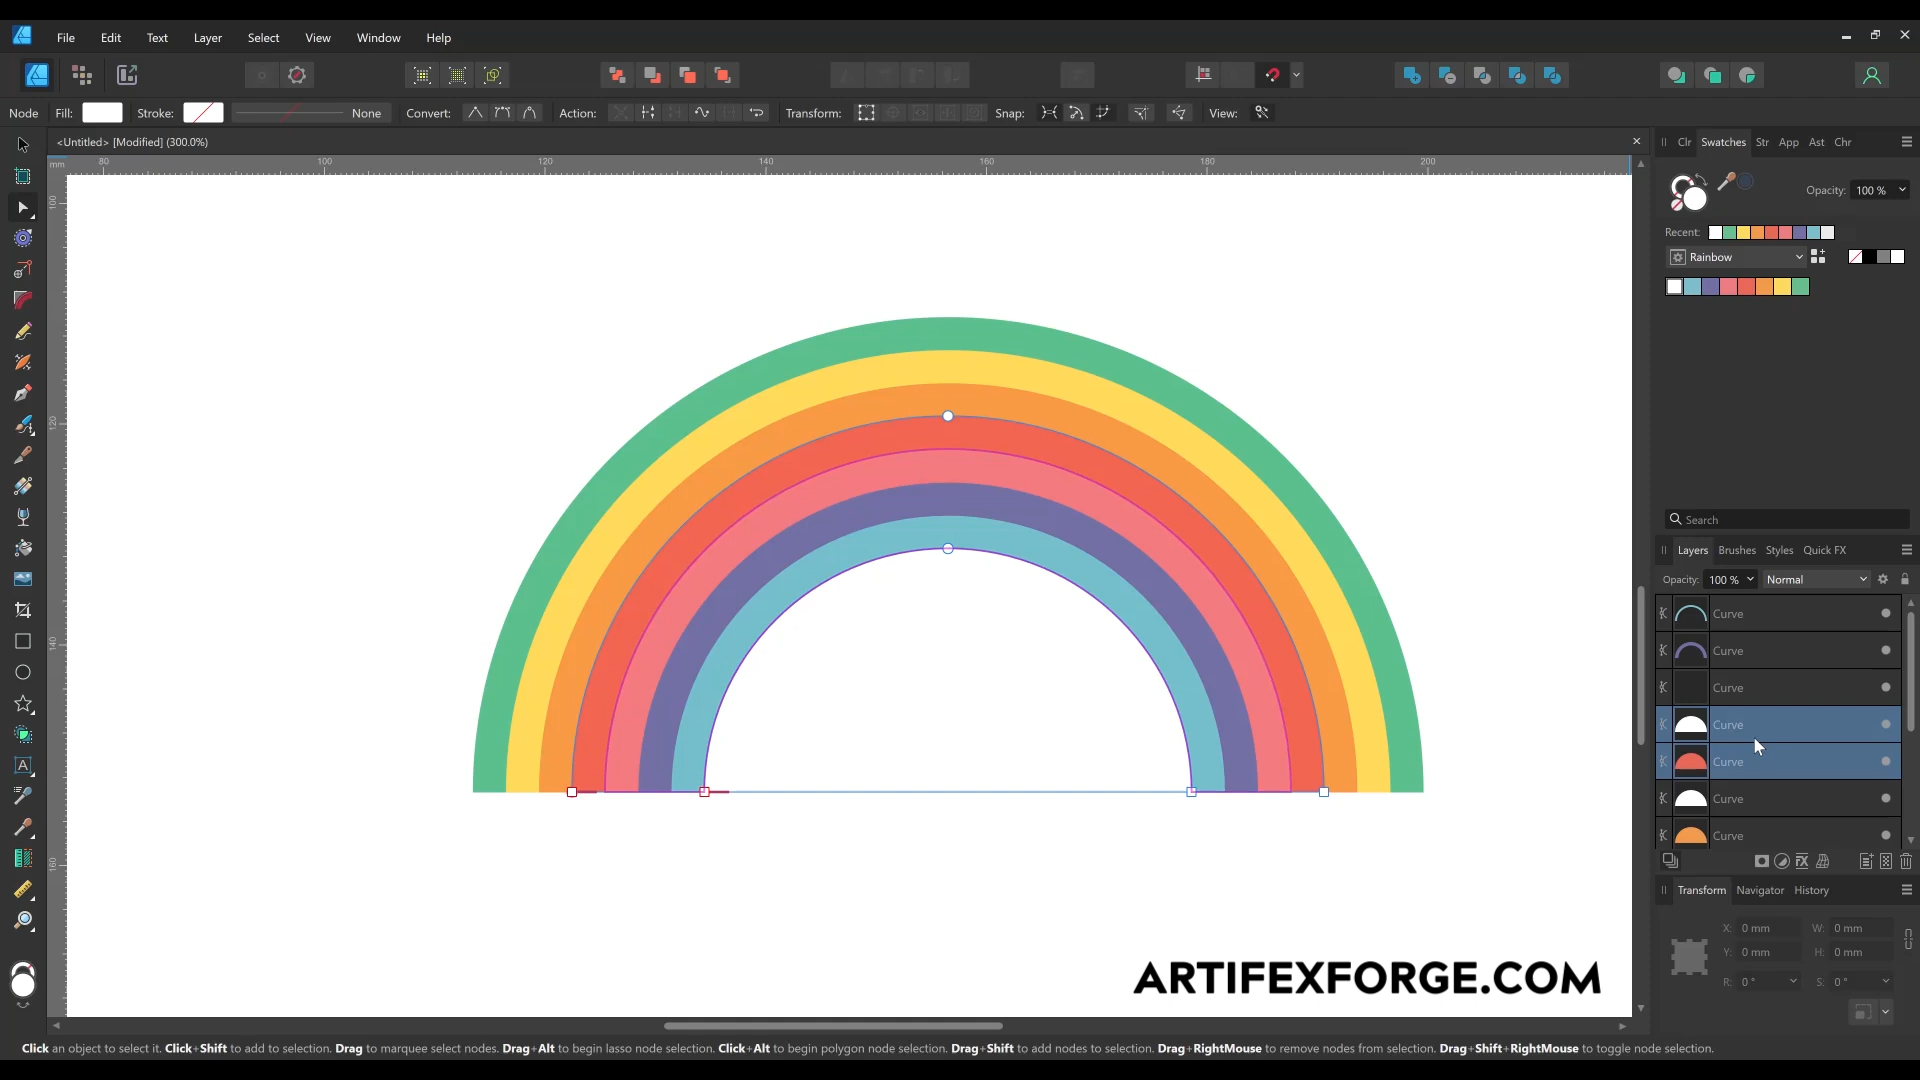 File Edit Text Layer Select View Window Help
Node Fill: Stroke: None Convert: Action: Transform: Snap: View:
<Untitled> [Modified] (300.0%)
mm 80 100 120 140 160 180 200
100
120
140
160
Clr Swatches Str App Ast Chr
Opacity: 100 %
Recent:
Rainbow
Search
Layers Brushes Styles Quick FX
Opacity: 100 % Normal
Curve
Curve
Curve
Curve
Curve
Curve
Curve
Transform Navigator History
X: 0 mm W: 0 mm
Y: 0 mm H: 0 mm
R: 0 ° S: 0 °
ARTIFEXFORGE.COM
Click an object to select it. Click+Shift to add to selection. Drag to marquee select nodes. Drag+Alt to begin lasso node selection. Click+Alt to begin polygon node selection. Drag+Shift to add nodes to selection. Drag+RightMouse to remove nodes from selection. Drag+Shift+RightMouse to toggle node selection.